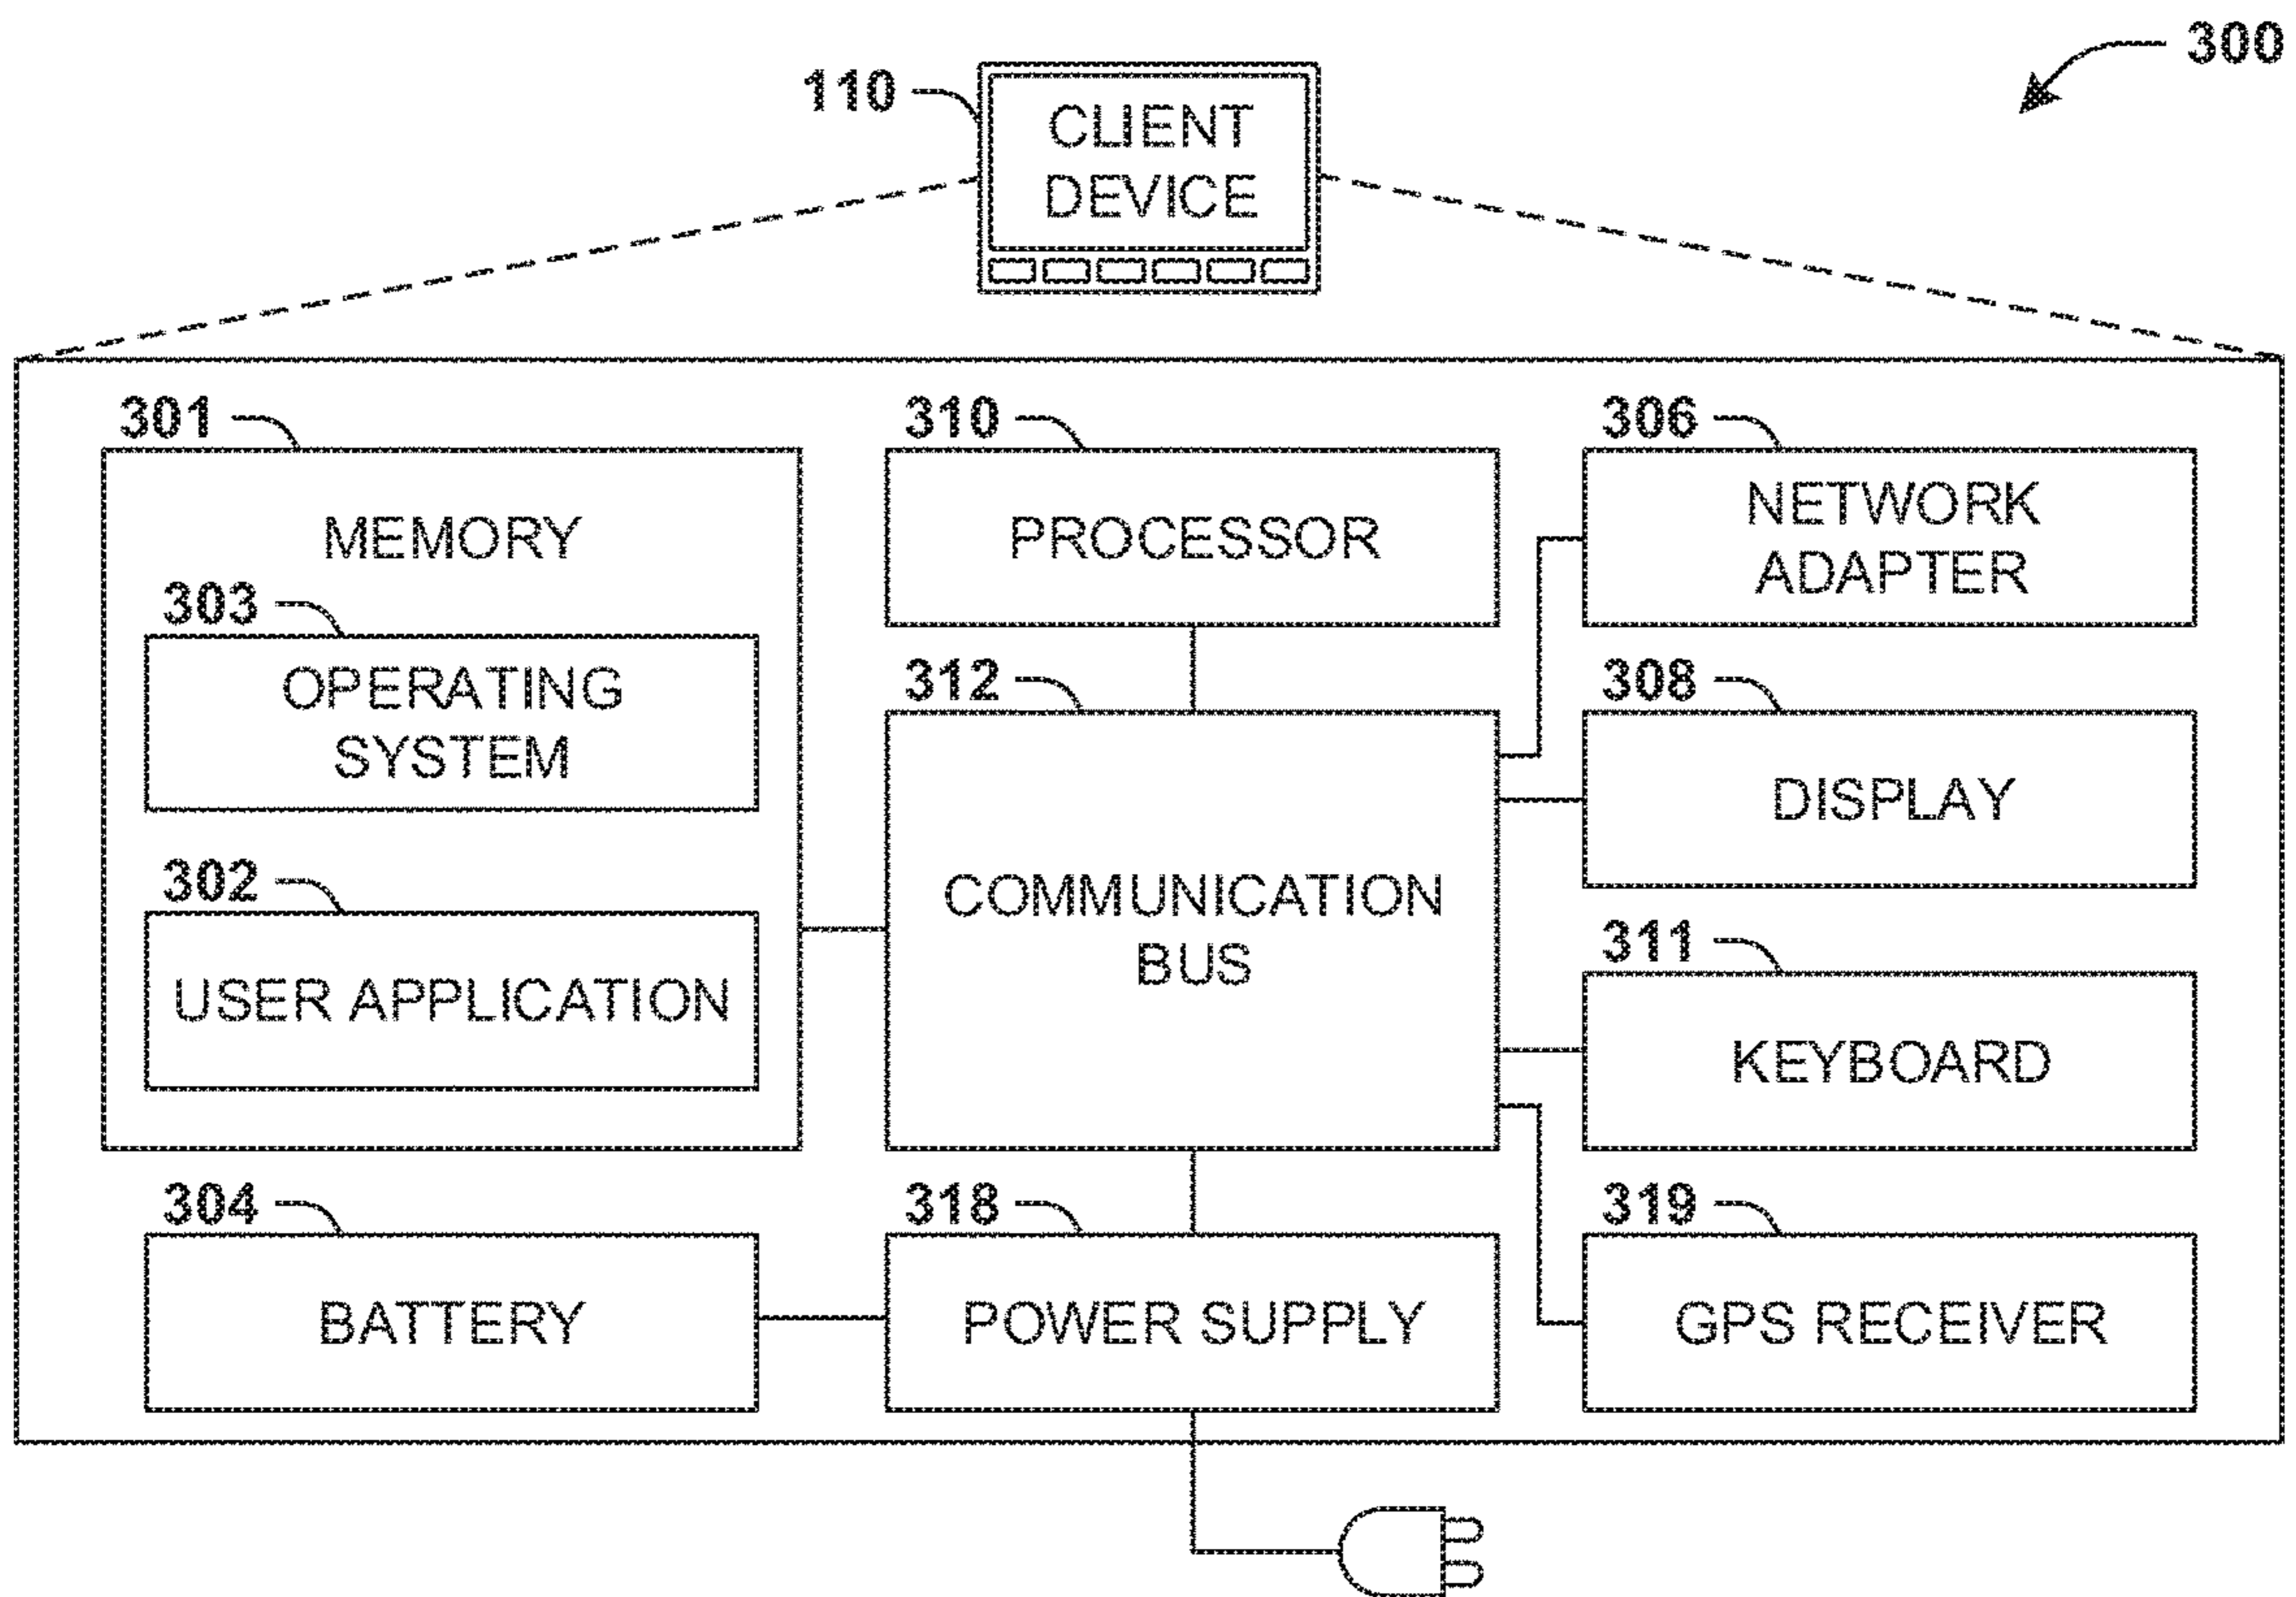 300
110
CLIENT
DEVICE
301
310
306
MEMORY
PROCESSOR
NETWORK
ADAPTER
303
OPERATING
SYSTEM
312
308
DISPLAY
302
USER APPLICATION
COMMUNICATION
BUS
311
KEYBOARD
304
318
319
BATTERY
POWER SUPPLY
GPS RECEIVER